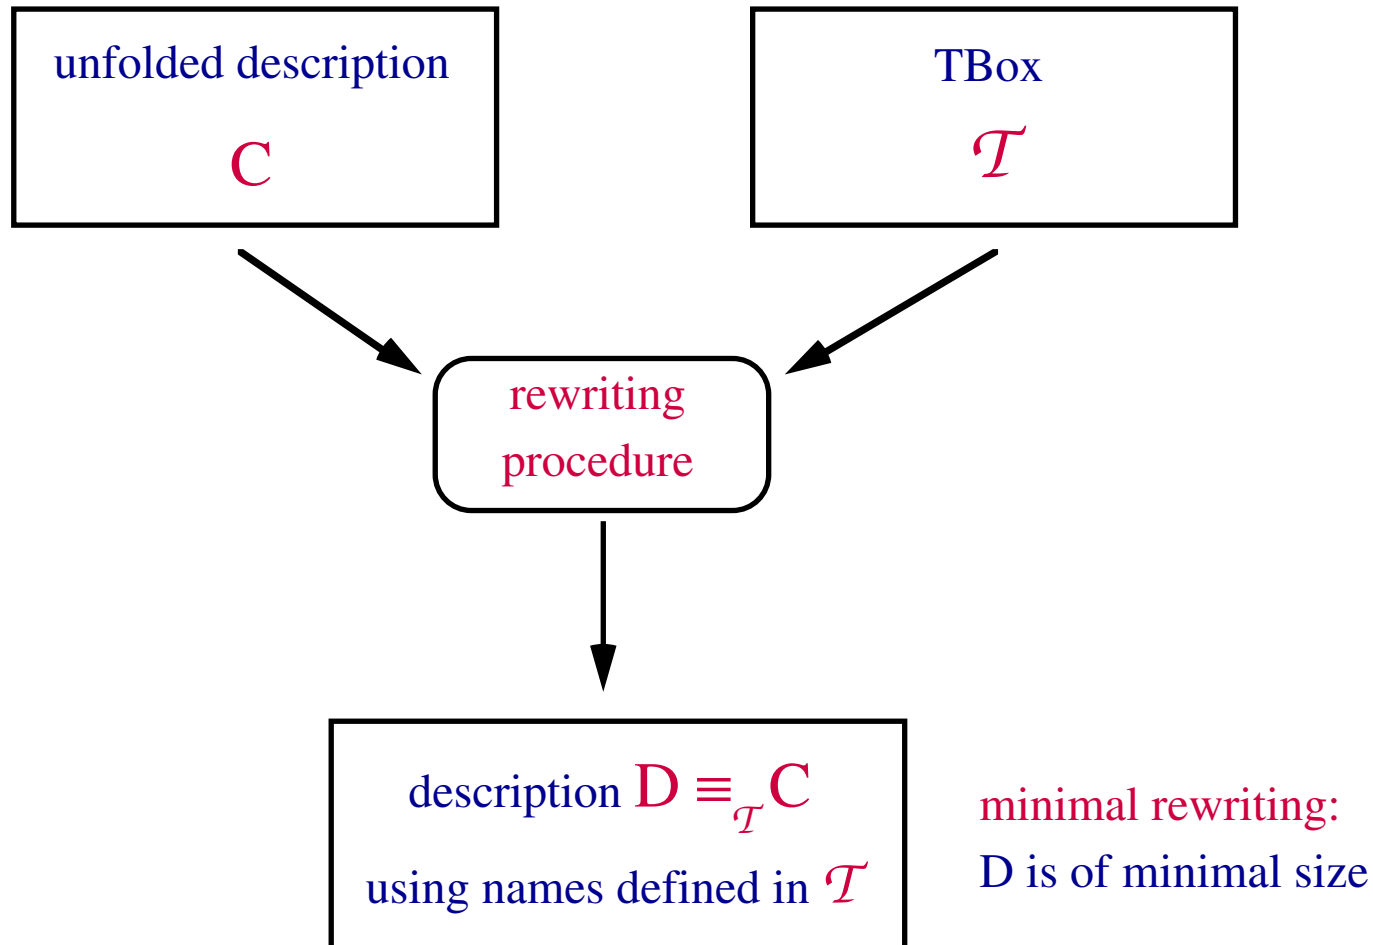 unfolded description
C
TBox
𝒯
rewriting
procedure
description D ≡𝒯 C
using names defined in 𝒯
minimal rewriting:
D is of minimal size